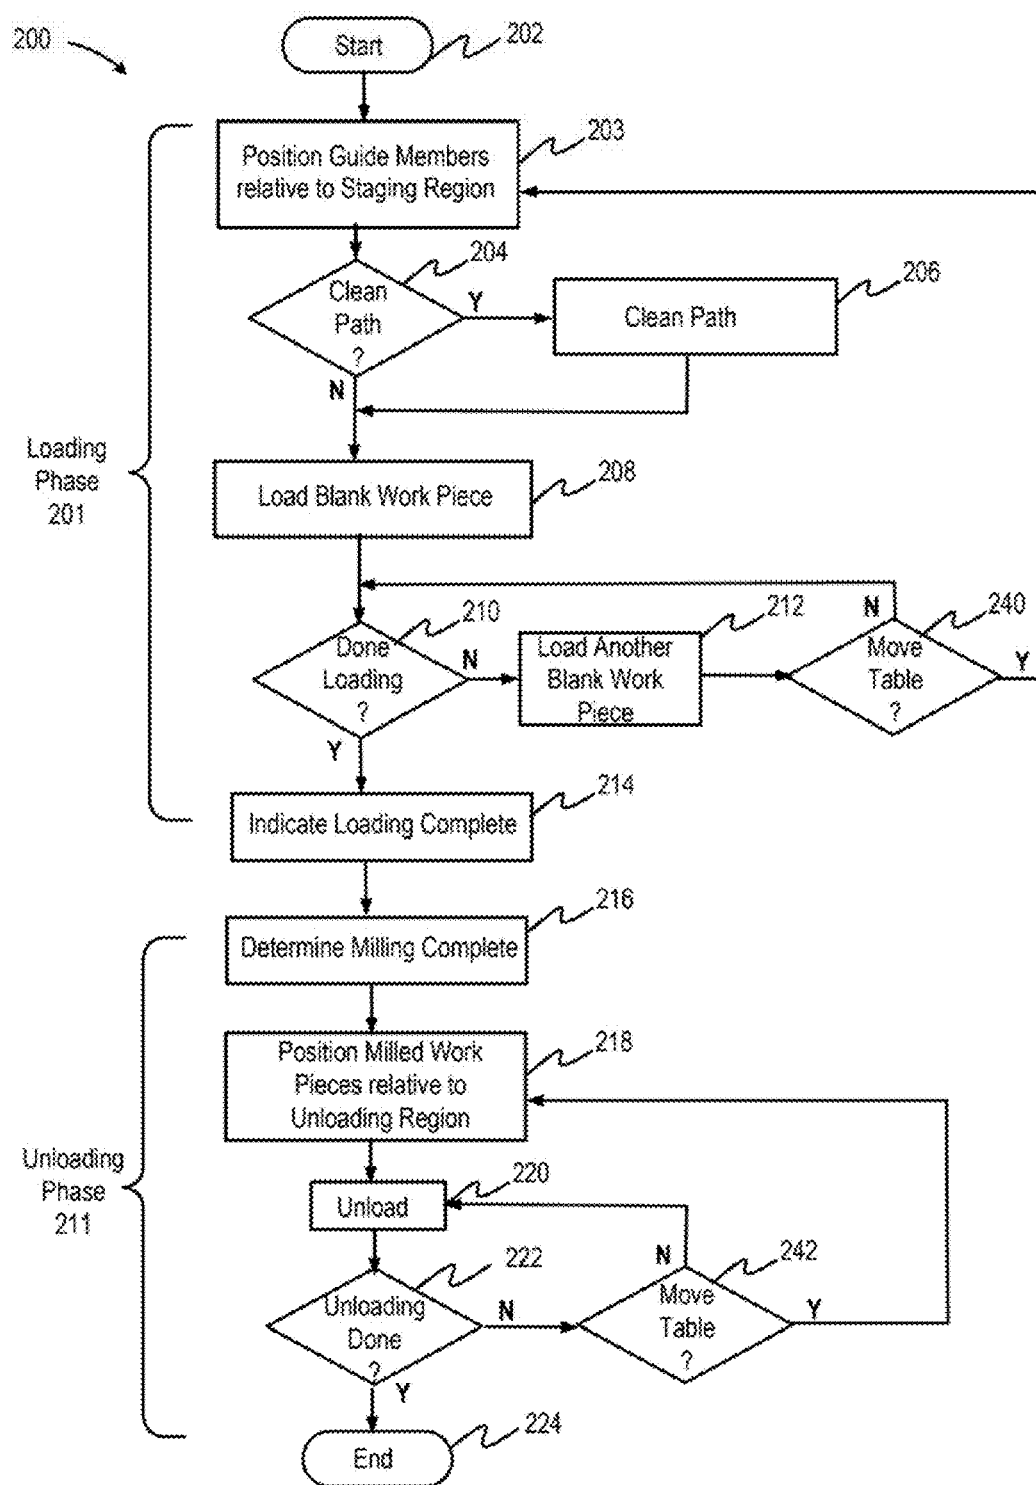 200
Start
202
203
Position Guide Members
relative to Staging Region
204
Clean
Path
?
Y
N
206
Clean Path
Loading
Phase
201
208
Load Blank Work Piece
210
Done
Loading
?
N
Y
212
Load Another
Blank Work
Piece
240
Move
Table
?
N
Y
214
Indicate Loading Complete
216
Determine Milling Complete
218
Position Milled Work
Pieces relative to
Unloading Region
Unloading
Phase
211
220
Unload
222
Unloading
Done
?
N
Y
242
Move
Table
?
N
Y
End
224